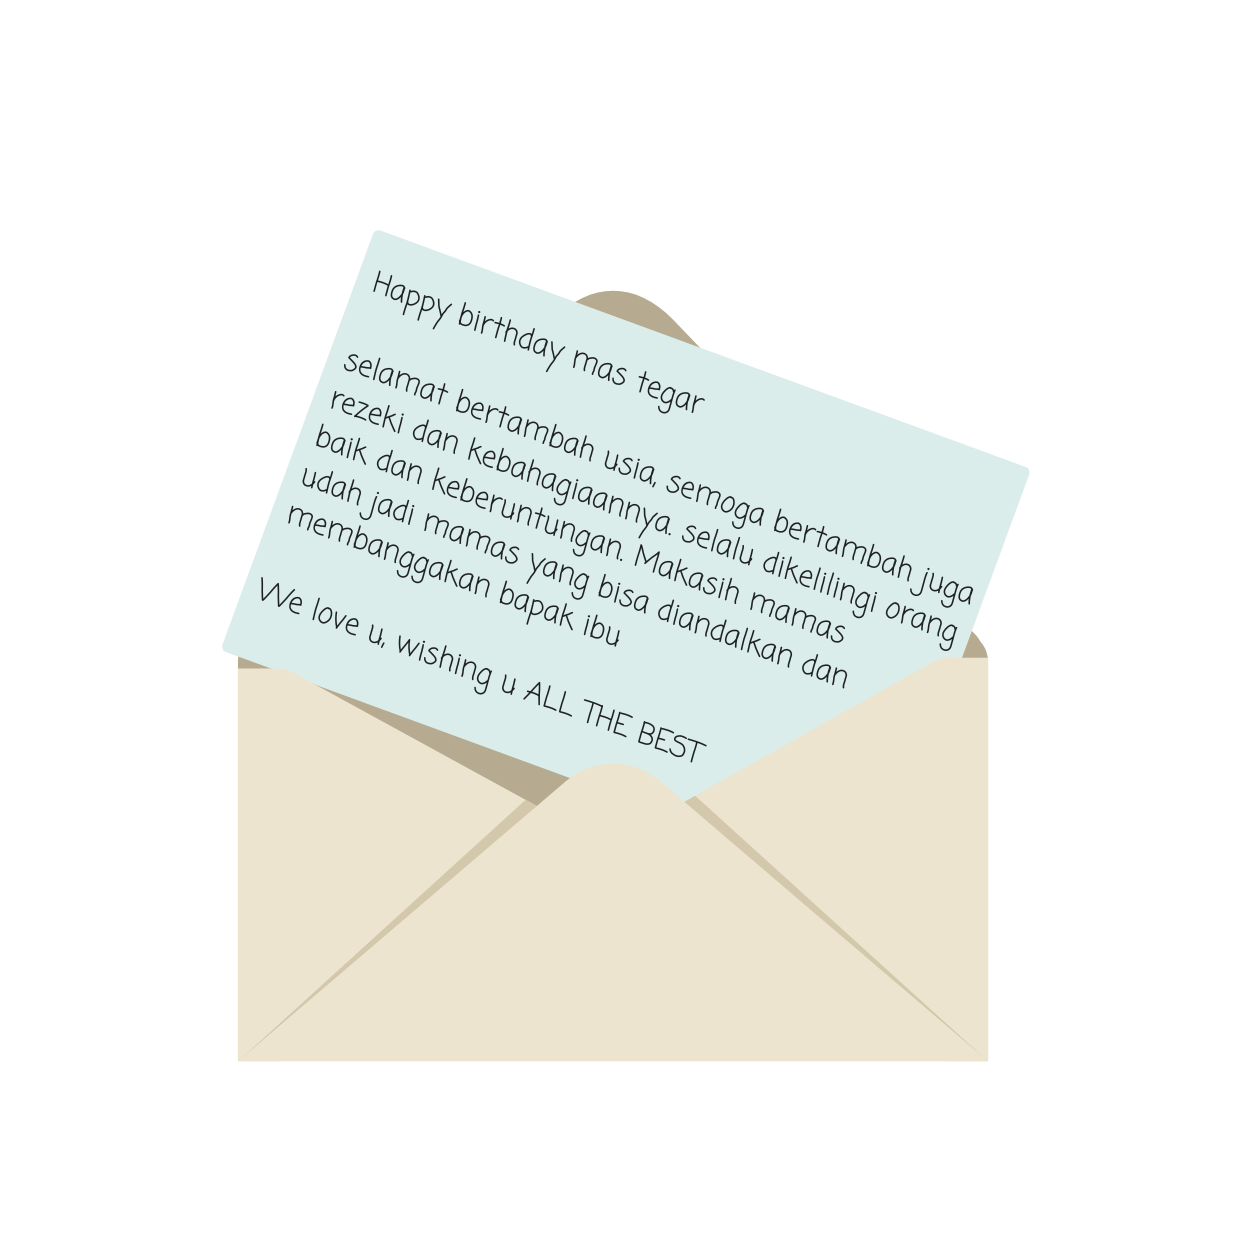 Happy birthday mas tegar
selamat bertambah usia, semoga bertambah juga
rezeki dan kebahagiaannya. selalu dikelilingi orang
baik dan keberuntungan. Makasih mamas
udah jadi mamas yang bisa diandalkan dan
membanggakan bapak ibu
We love u, wishing u ALL THE BEST